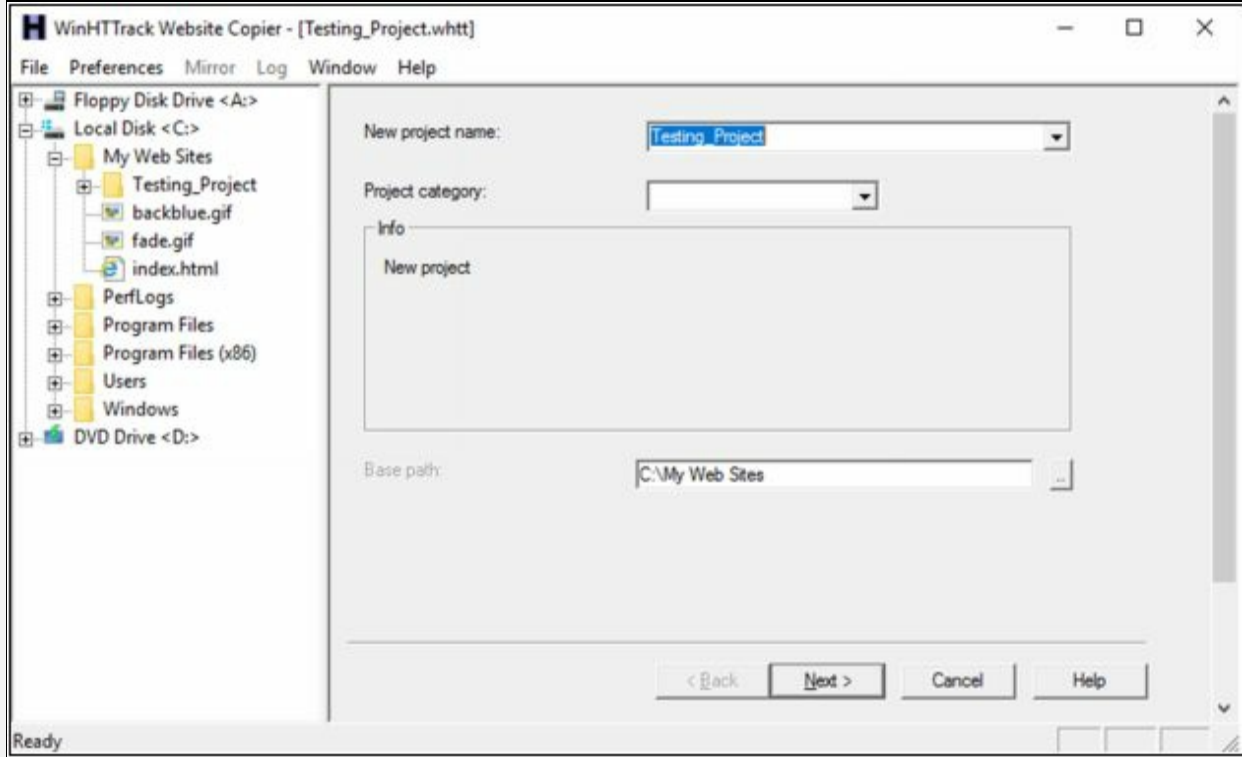 WinHTTrack Website Copier - [Testing_Project.whtt]
File Preferences Mirror Log Window Help
Floppy Disk Drive <A:>
Local Disk <C:>
My Web Sites
Testing_Project
backblue.gif
fade.gif
index.html
PerfLogs
Program Files
Program Files (x86)
Users
Windows
DVD Drive <D:>
New project name: Testing_Project
Project category:
Info
New project
Base path: C:\My Web Sites ..
< Back Next > Cancel Help
Ready